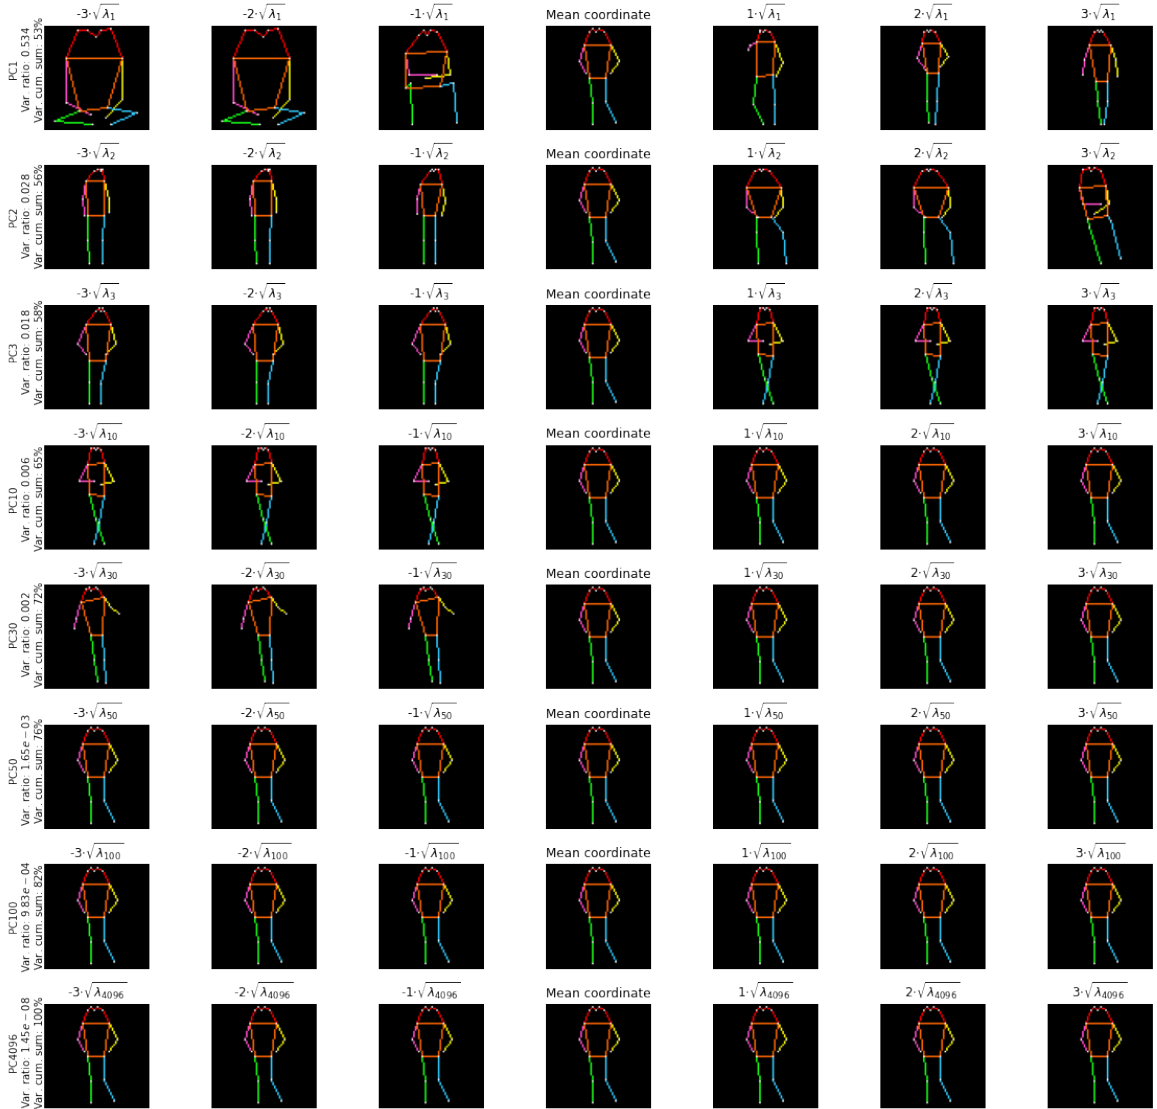 -3·√λ1 -2·√λ2 -1·√λ1 Mean coordinate 1·√λ1 2·√λ1 3·√λ1
PC1
Var. ratio: 0.534
Var. cum. sum: 53%
-3·√λ2 -2·√λ2 -1·√λ2 Mean coordinate 1·√λ2 2·√λ2 3·√λ2
PC2
Var. ratio: 0.028
Var. cum. sum: 56%
-3·√λ3 -2·√λ3 -1·√λ3 Mean coordinate 1·√λ3 2·√λ3 3·√λ3
PC3
Var. ratio: 0.018
Var. cum. sum: 58%
-3·√λ10 -2·√λ10 -1·√λ10 Mean coordinate 1·√λ10 2·√λ10 3·√λ10
PC10
Var. ratio: 0.006
Var. cum. sum: 65%
-3·√λ30 -2·√λ30 -1·√λ30 Mean coordinate 1·√λ30 2·√λ30 3·√λ30
PC30
Var. ratio: 0.002
Var. cum. sum: 72%
-3·√λ50 -2·√λ50 -1·√λ50 Mean coordinate 1·√λ50 2·√λ50 3·√λ50
PC50
Var. ratio: 1.65e−03
Var. cum. sum: 76%
-3·√λ100 -2·√λ100 -1·√λ100 Mean coordinate 1·√λ100 2·√λ100 3·√λ100
PC100
Var. ratio: 9.83e−04
Var. cum. sum: 82%
-3·√λ4096 -2·√λ4096 -1·√λ4096 Mean coordinate 1·√λ4096 2·√λ4096 3·√λ4096
PC4096
Var. ratio: 1.45e−08
Var. cum. sum: 100%